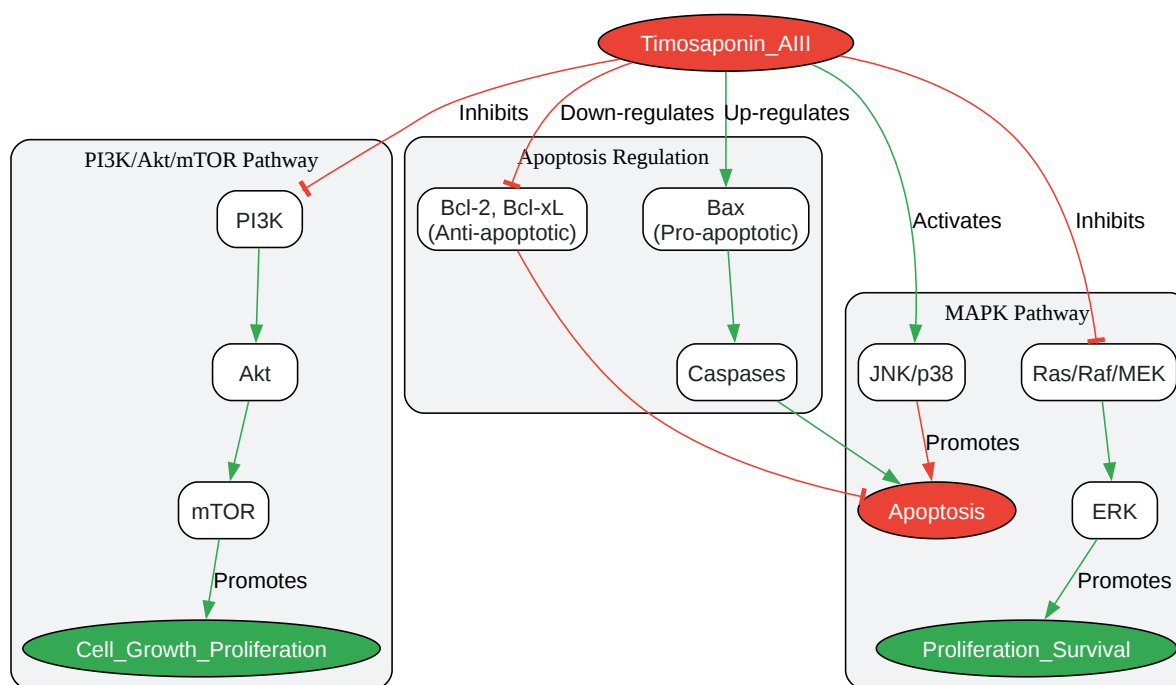 Timosaponin_AIII
Inhibits
Down-regulates
Up-regulates
PI3K/Akt/mTOR Pathway
Apoptosis Regulation
PI3K
Bcl-2, Bcl-xL
(Anti-apoptotic)
Bax
(Pro-apoptotic)
Activates
Inhibits
MAPK Pathway
Akt
Caspases
JNK/p38
Ras/Raf/MEK
Promotes
mTOR
Apoptosis
ERK
Promotes
Promotes
Cell_Growth_Proliferation
Proliferation_Survival